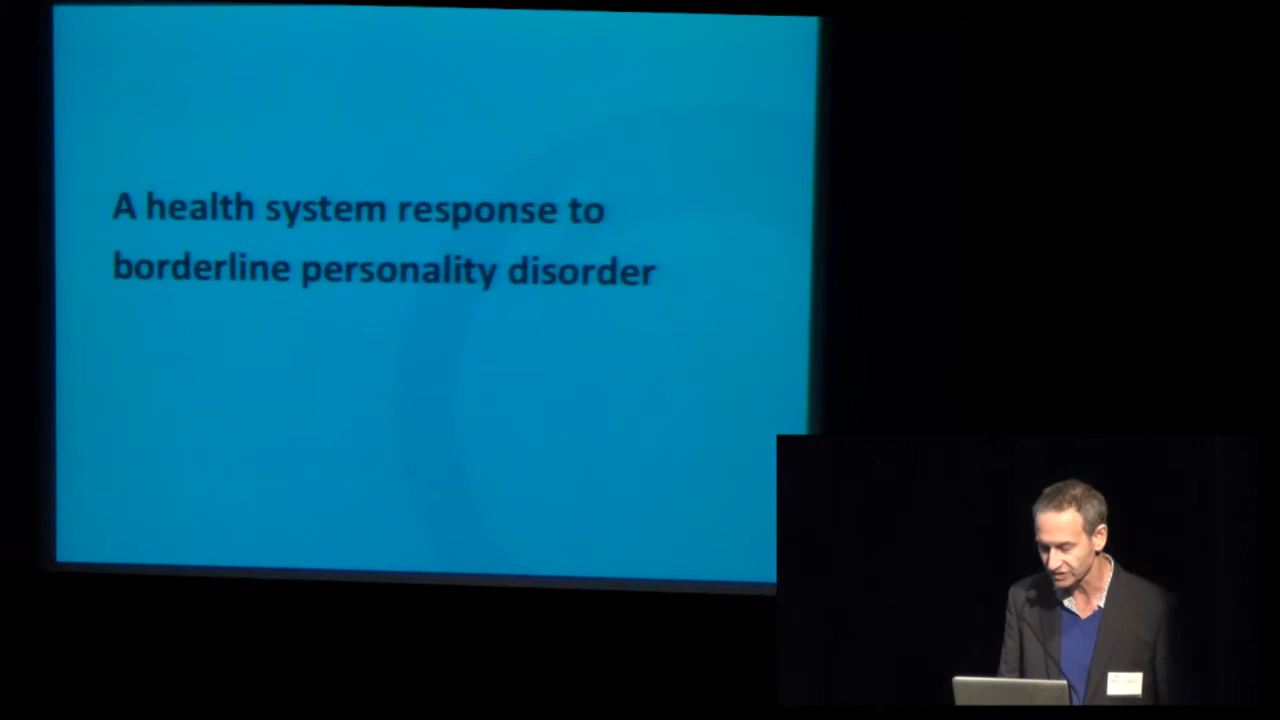 A health system response to
borderline personality disorder